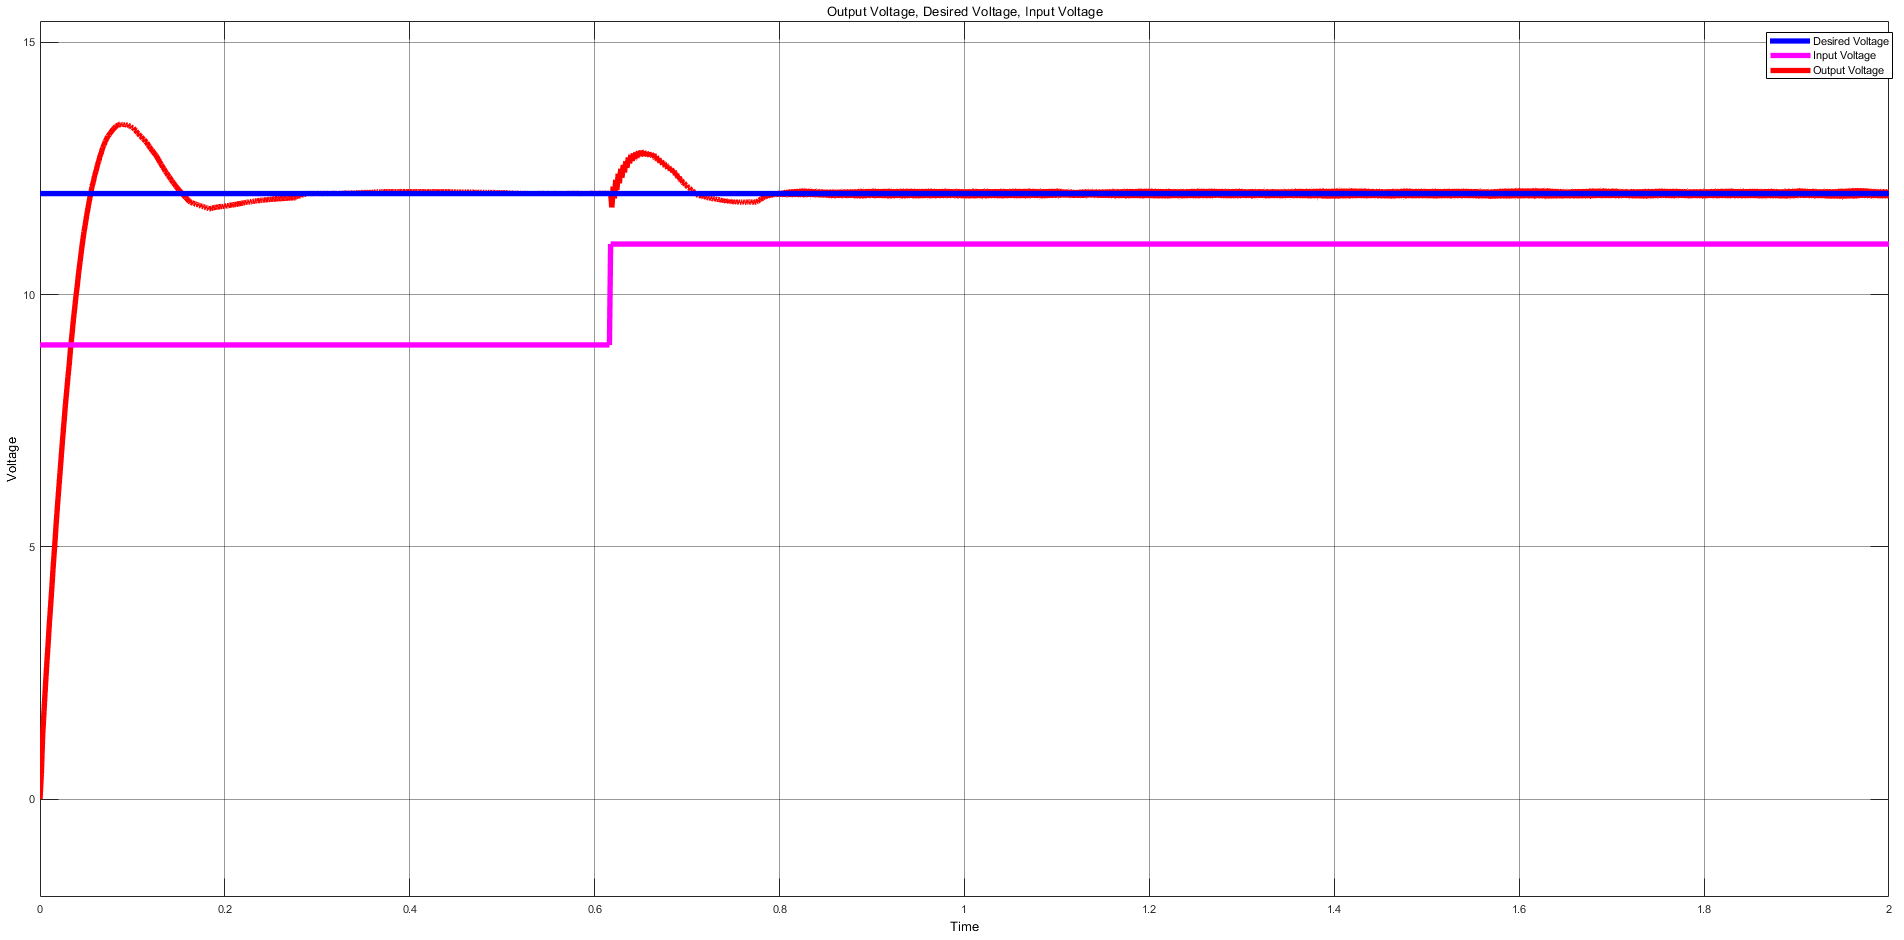 Output Voltage, Desired Voltage, Input Voltage
Desired Voltage
Input Voltage
Output Voltage
15
10
5
0
Voltage
0 0.2 0.4 0.6 0.8 1 1.2 1.4 1.6 1.8 2
Time